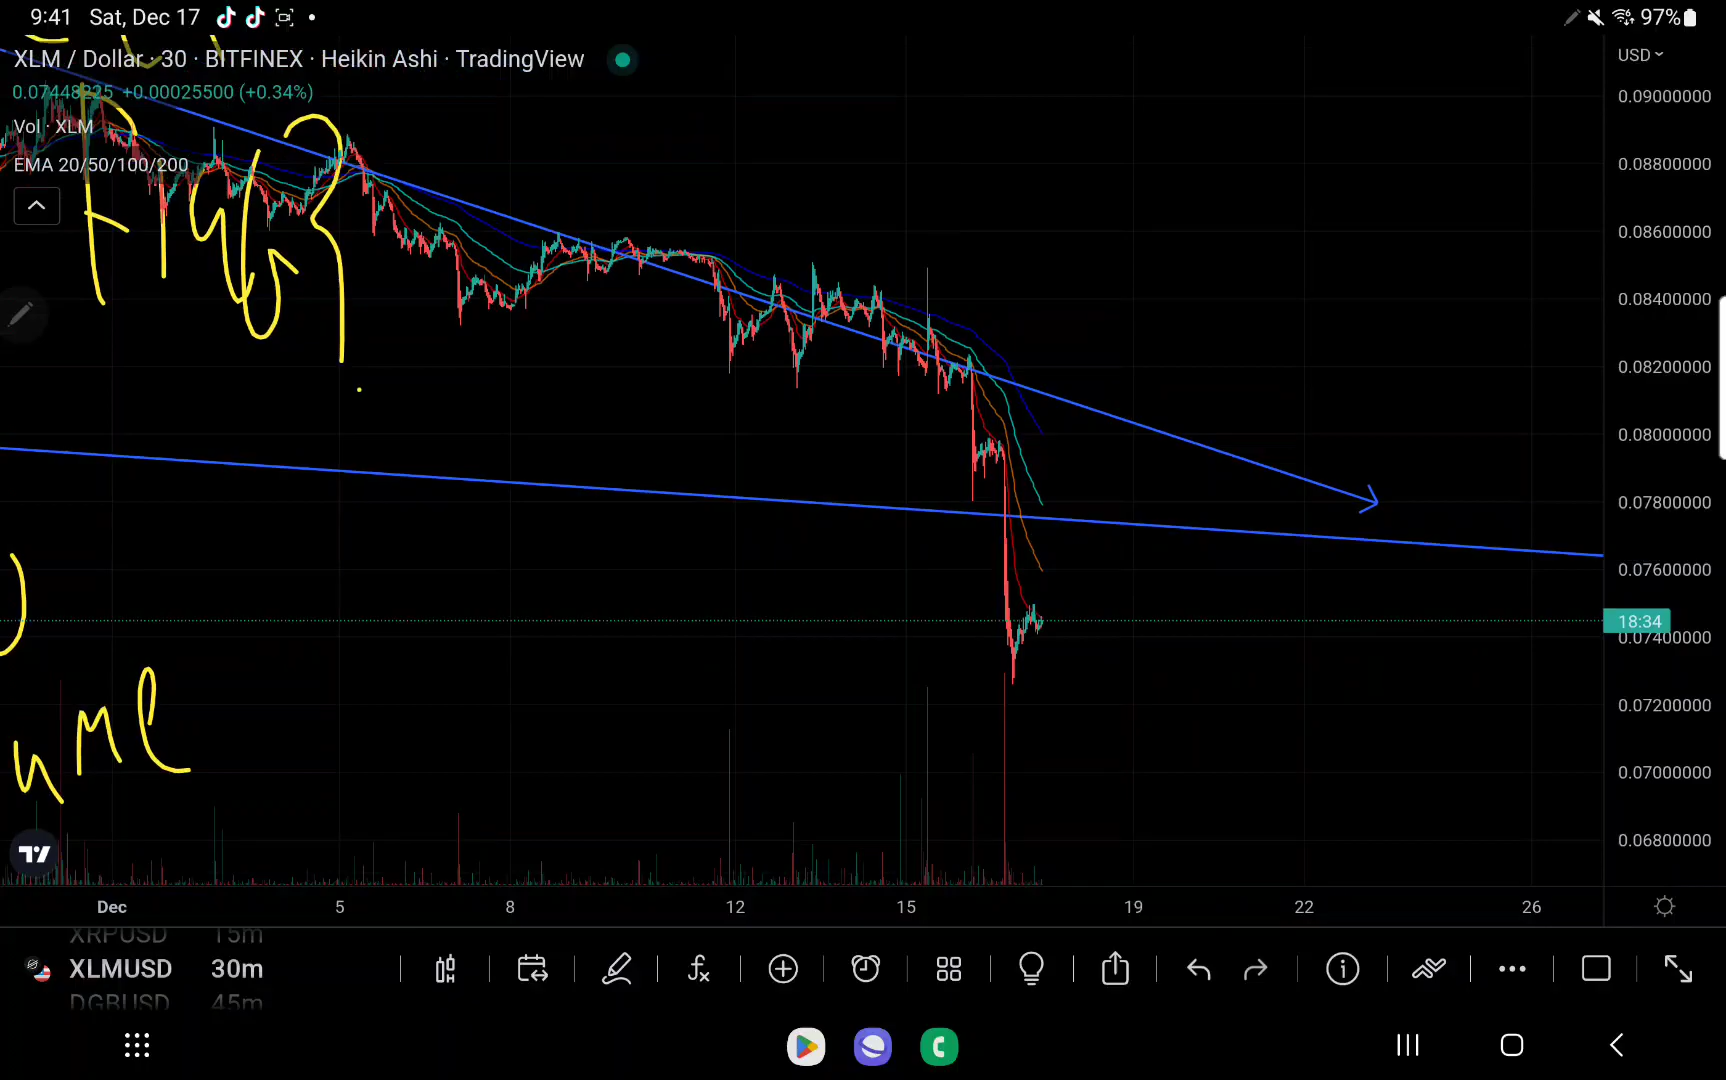 9:41 Sat, Dec 17 97%
XLM / Dollar · 30 · BITFINEX · Heikin Ashi · TradingView USD
0.07448225 +0.00025500 (+0.34%)
0.09000000
Vol · XLM
EMA 20/50/100/200
0.08800000
0.08600000
0.08400000
0.08200000
0.08000000
0.07800000
0.07600000
18:34
0.07400000
0.07200000
0.07000000
0.06800000
Dec 5 8 12 15 19 22 26
XRPUSD 15m
XLMUSD 30m
DGBUSD 45m